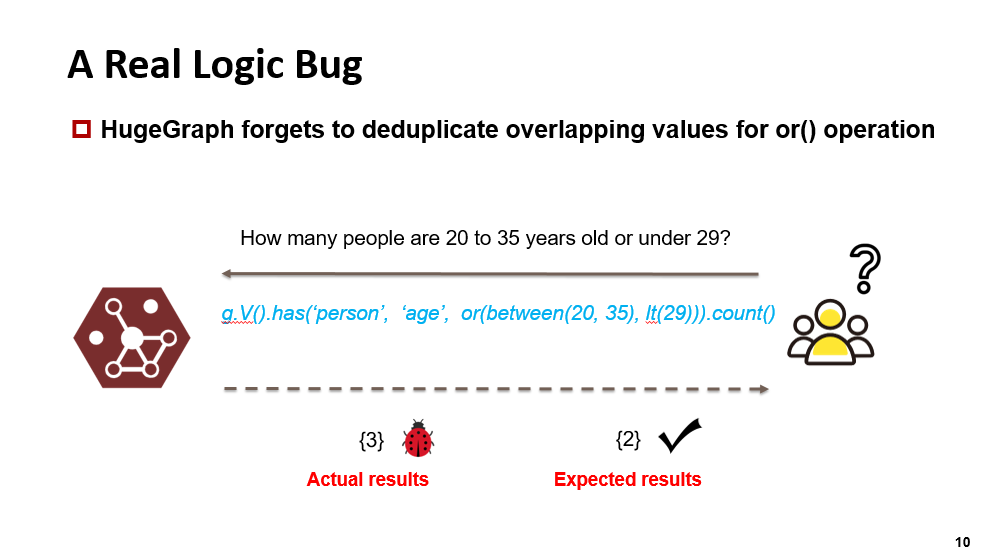 A Real Logic Bug
HugeGraph forgets to deduplicate overlapping values for or() operation
How many people are 20 to 35 years old or under 29?
?
g.V().has(‘person’, ‘age’, or(between(20, 35), lt(29))).count()
{3}
{2}
Actual results
Expected results
10